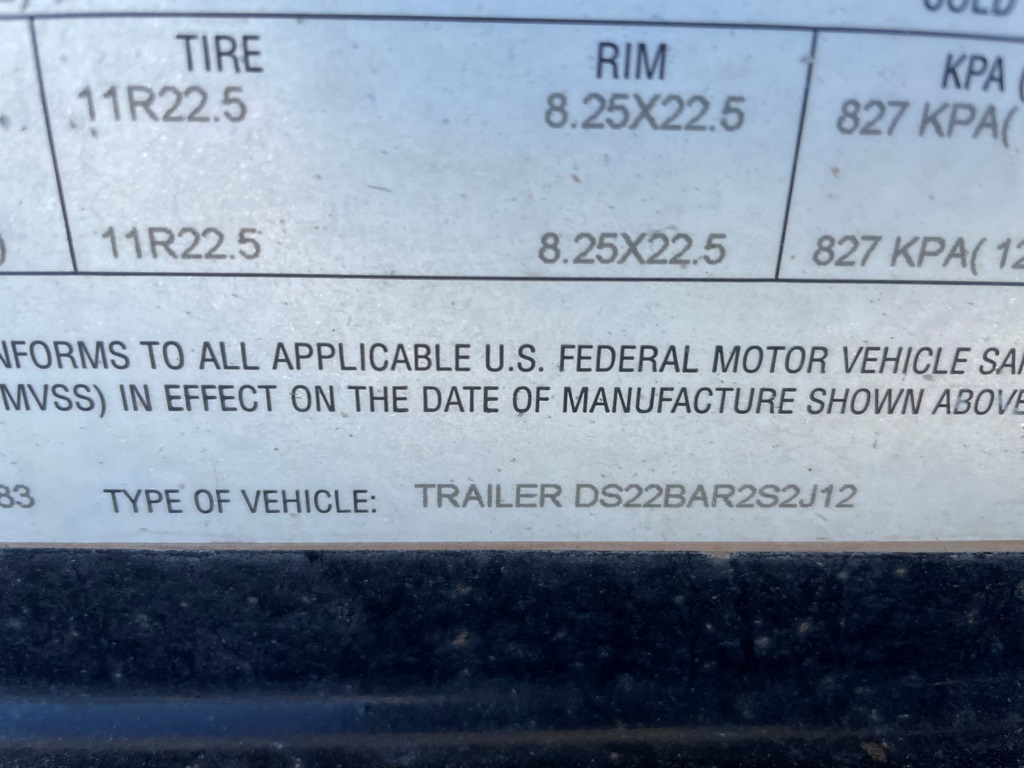 COLD
TIRE RIM KPA (
11R22.5 8.25X22.5 827 KPA(
) 11R22.5 8.25X22.5 827 KPA( 12
NFORMS TO ALL APPLICABLE U.S. FEDERAL MOTOR VEHICLE SA
MVSS) IN EFFECT ON THE DATE OF MANUFACTURE SHOWN ABOVE
83 TYPE OF VEHICLE: TRAILER DS22BAR2S2J12